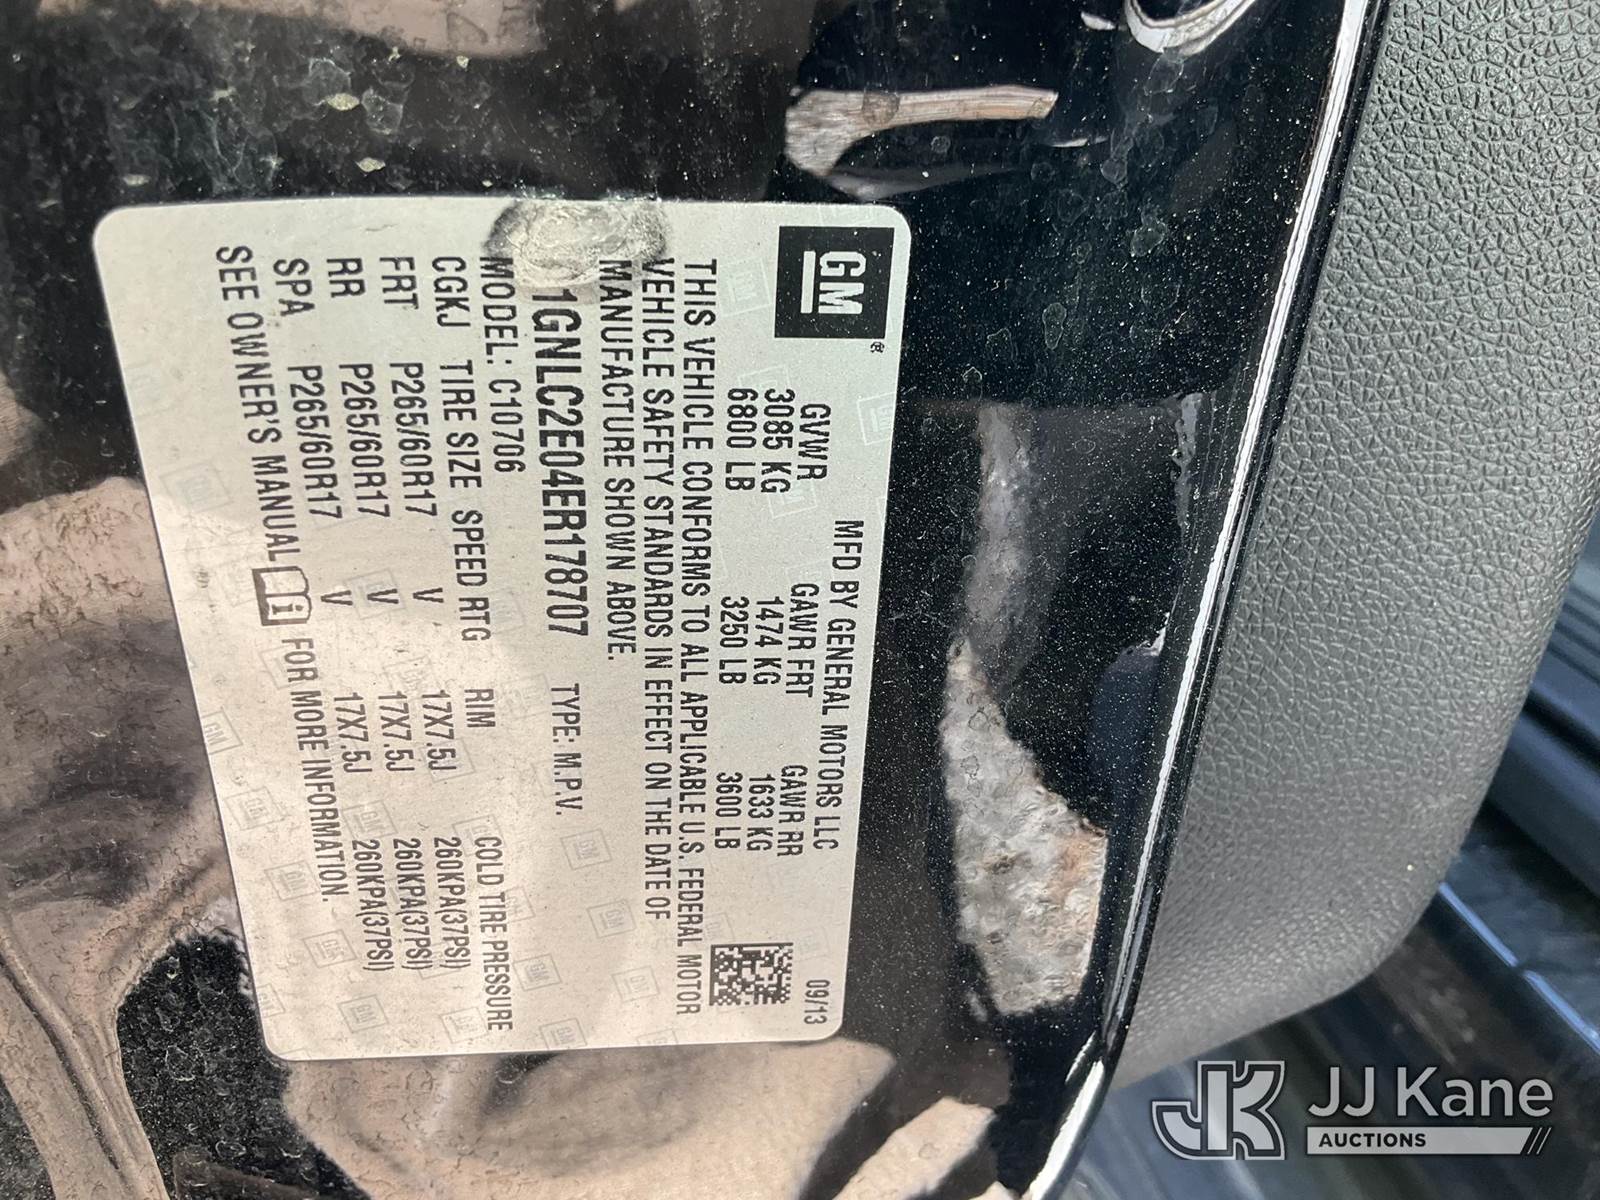 GM®
MFD BY GENERAL MOTORS LLC 09/13
GVWR GAWR FRT GAWR RR
3085 KG 1474 KG 1633 KG
6800 LB 3250 LB 3600 LB
THIS VEHICLE CONFORMS TO ALL APPLICABLE U.S. FEDERAL MOTOR
VEHICLE SAFETY STANDARDS IN EFFECT ON THE DATE OF
MANUFACTURE SHOWN ABOVE.
1GNLC2E04ER178707 TYPE: M.P.V.
MODEL: C10706
CGKJ TIRE SIZE SPEED RTG RIM COLD TIRE PRESSURE
FRT P265/60R17 V 17X7.5J 260KPA(37PSI)
RR P265/60R17 V 17X7.5J 260KPA(37PSI)
SPA P265/60R17 V 17X7.5J 260KPA(37PSI)
SEE OWNER'S MANUAL FOR MORE INFORMATION.
JK JJ Kane
AUCTIONS